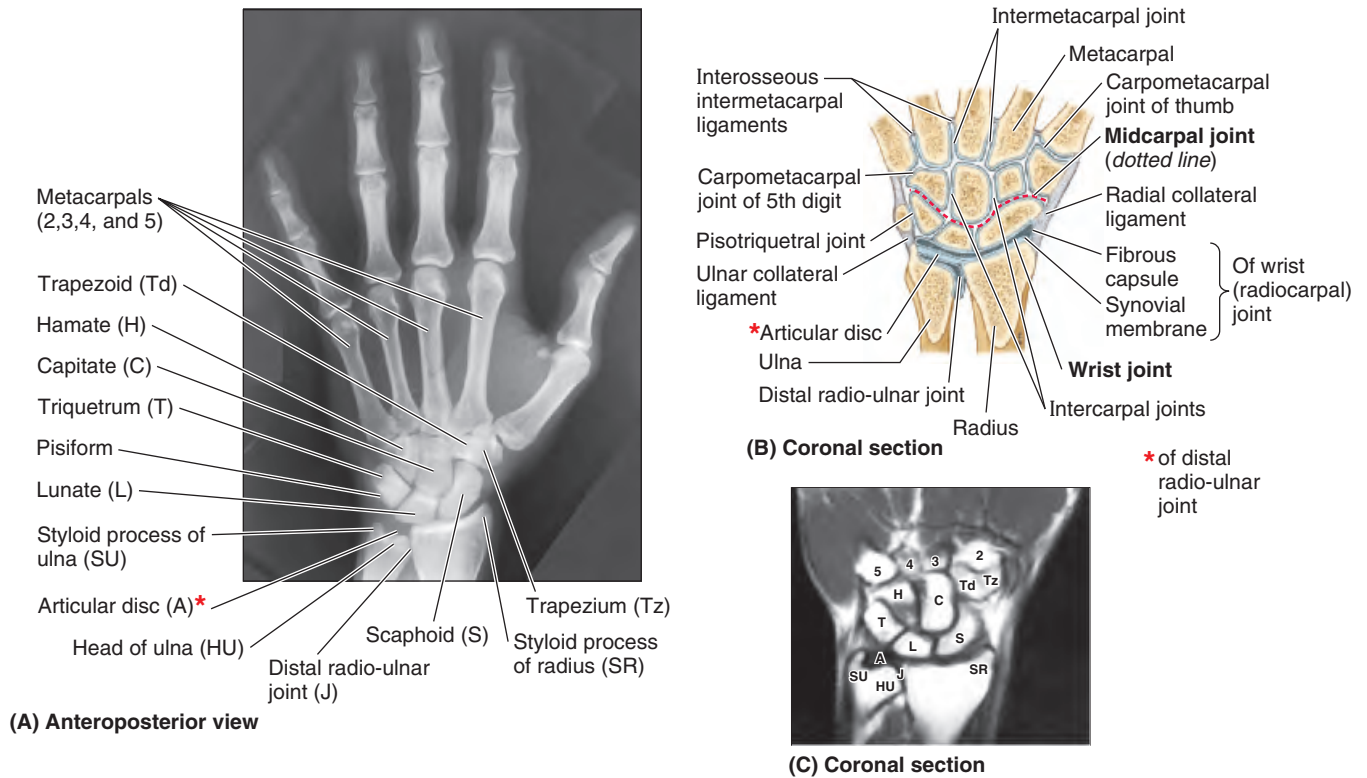 Metacarpals
(2,3,4, and 5)
Trapezoid (Td)
Hamate (H)
Capitate (C)
Triquetrum (T)
Pisiform
Lunate (L)
Styloid process of
ulna (SU)
Articular disc (A)*
Head of ulna (HU)
Distal radio-ulnar
joint (J)
Scaphoid (S)
Trapezium (Tz)
Styloid process
of radius (SR)
(A) Anteroposterior view
Intermetacarpal joint
Metacarpal
Interosseous
intermetacarpal
ligaments
Carpometacarpal
joint of thumb
Midcarpal joint
(dotted line)
Carpometacarpal
joint of 5th digit
Radial collateral
ligament
Pisotriquetral joint
Ulnar collateral
ligament
Fibrous
capsule
Synovial
membrane
Of wrist
(radiocarpal)
joint
*Articular disc
Ulna
Wrist joint
Distal radio-ulnar joint
Intercarpal joints
Radius
(B) Coronal section
* of distal
radio-ulnar
joint
5 4 3 2
H C Td Tz
T L S
A
SU HU J SR
(C) Coronal section